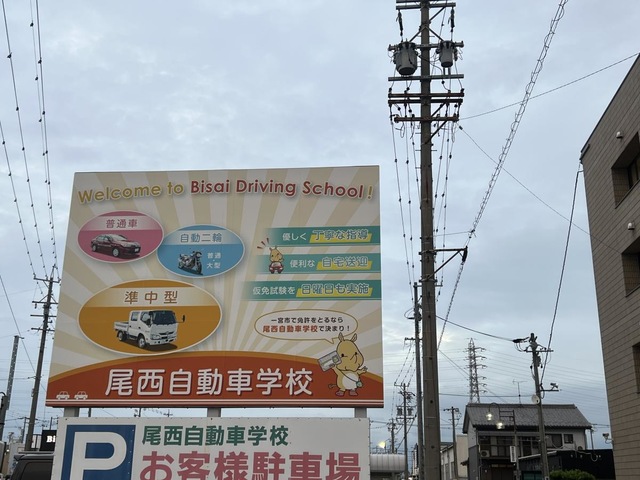 Welcome to Bisai Driving School!
普通車
自動二輪
普通
大型
準中型
優しく 丁寧な指導
便利な 自宅送迎
仮免試験を 日曜日も実施
一宮市で免許をとるなら
尾西自動車学校で決まり!
尾西自動車学校
P
尾西自動車学校
お客様駐車場